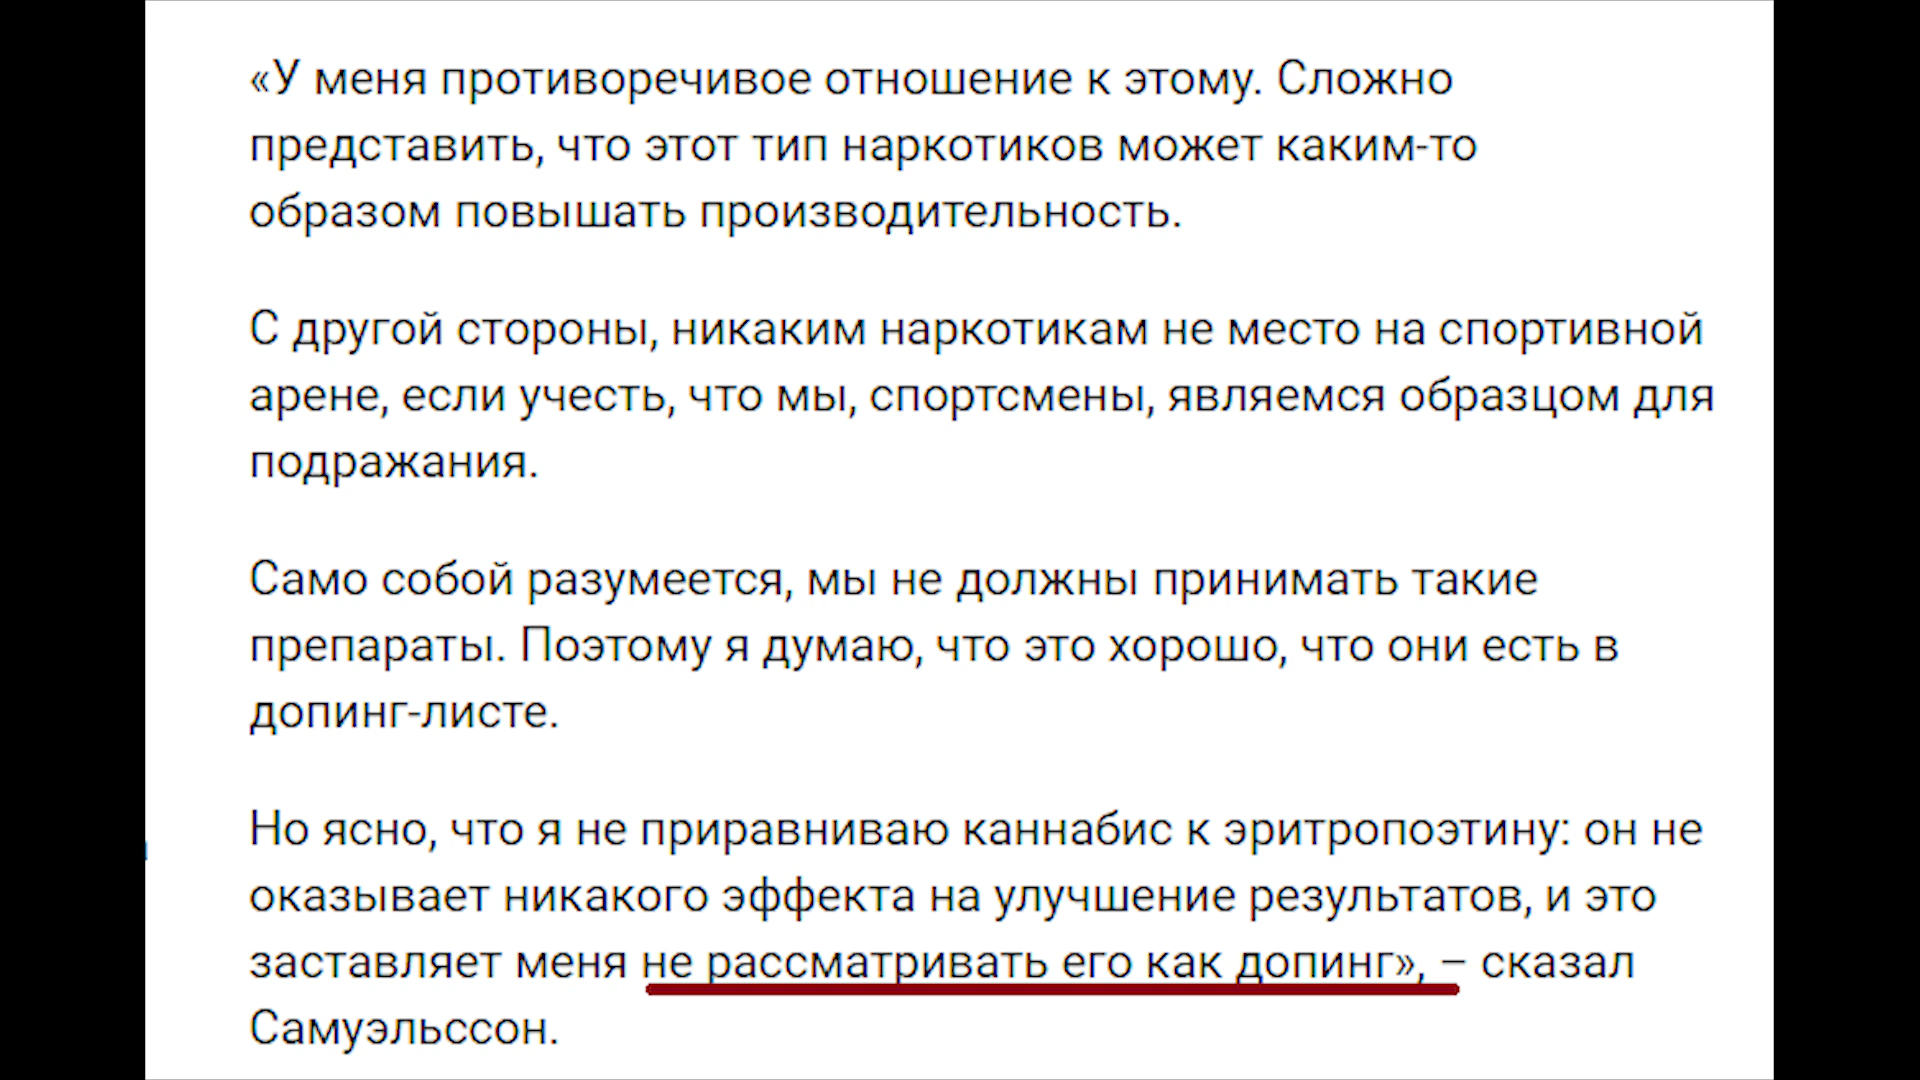 «У меня противоречивое отношение к этому. Сложно
представить, что этот тип наркотиков может каким-то
образом повышать производительность.
С другой стороны, никаким наркотикам не место на спортивной
арене, если учесть, что мы, спортсмены, являемся образцом для
подражания.
Само собой разумеется, мы не должны принимать такие
препараты. Поэтому я думаю, что это хорошо, что они есть в
допинг-листе.
Но ясно, что я не приравниваю каннабис к эритропоэтину: он не
оказывает никакого эффекта на улучшение результатов, и это
заставляет меня не рассматривать его как допинг», – сказал
Самуэльссон.